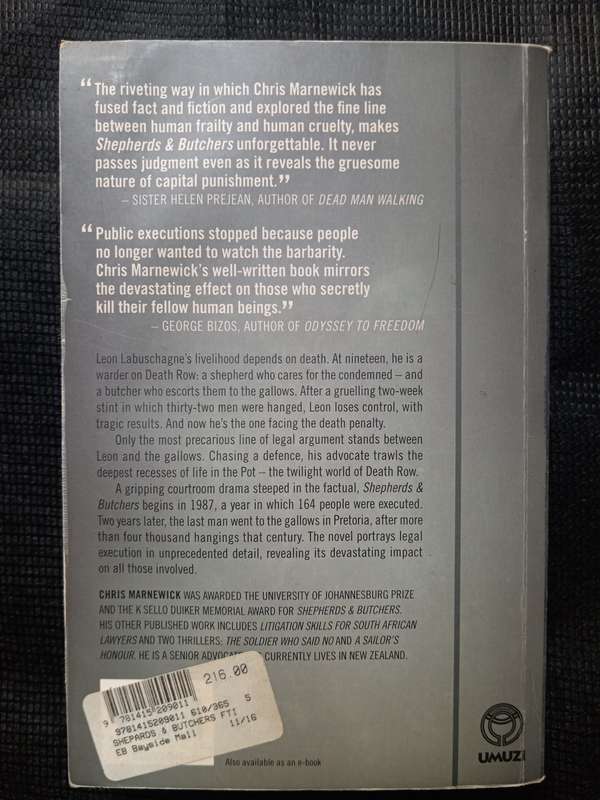 “The riveting way in which Chris Marnewick has
fused fact and fiction and explored the fine line
between human frailty and human cruelty, makes
Shepherds & Butchers unforgettable. It never
passes judgment even as it reveals the gruesome
nature of capital punishment.”
– SISTER HELEN PREJEAN, AUTHOR OF DEAD MAN WALKING
“Public executions stopped because people
no longer wanted to watch the barbarity.
Chris Marnewick's well-written book mirrors
the devastating effect on those who secretly
kill their fellow human beings.”
– GEORGE BIZOS, AUTHOR OF ODYSSEY TO FREEDOM
Leon Labuschagne's livelihood depends on death. At nineteen, he is a
warder on Death Row: a shepherd who cares for the condemned – and
a butcher who escorts them to the gallows. After a gruelling two-week
stint in which thirty-two men were hanged, Leon loses control, with
tragic results. And now he's the one facing the death penalty.
Only the most precarious line of legal argument stands between
Leon and the gallows. Chasing a defence, his advocate trawls the
deepest recesses of life in the Pot – the twilight world of Death Row.
A gripping courtroom drama steeped in the factual, Shepherds &
Butchers begins in 1987, a year in which 164 people were executed.
Two years later, the last man went to the gallows in Pretoria, after more
than four thousand hangings that century. The novel portrays legal
execution in unprecedented detail, revealing its devastating impact
on all those involved.
CHRIS MARNEWICK WAS AWARDED THE UNIVERSITY OF JOHANNESBURG PRIZE
AND THE K SELLO DUIKER MEMORIAL AWARD FOR SHEPHERDS & BUTCHERS.
HIS OTHER PUBLISHED WORK INCLUDES LITIGATION SKILLS FOR SOUTH AFRICAN
LAWYERS AND TWO THRILLERS: THE SOLDIER WHO SAID NO AND A SAILOR'S
HONOUR. HE IS A SENIOR CURRENTLY LIVES IN NEW ZEALAND.
216.00
9 781415 209011
9781415209011 610/365 S
SHEPARDS & BUTCHERS FTI
EB Bayside Mall 11/16
Also available as an e-book
UMUZI